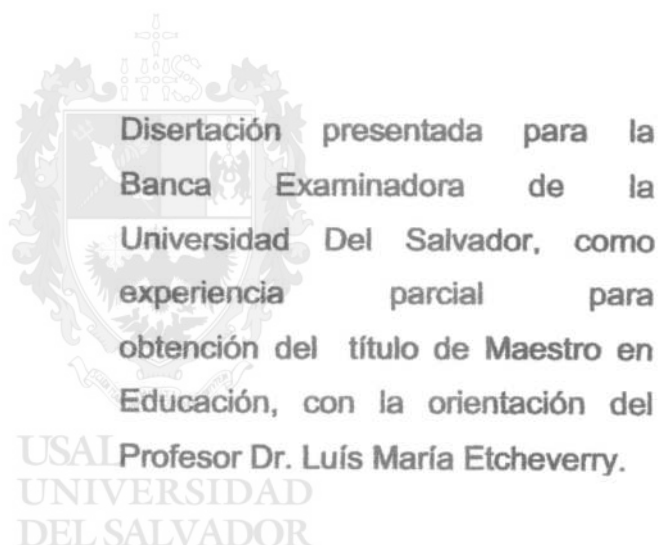 IHS
Disertación presentada para la
Banca Examinadora de la
Universidad Del Salvador, como
experiencia parcial para
obtención del título de Maestro en
Educación, con la orientación del
Profesor Dr. Luís María Etcheverry.
USAL
UNIVERSIDAD
DEL SALVADOR